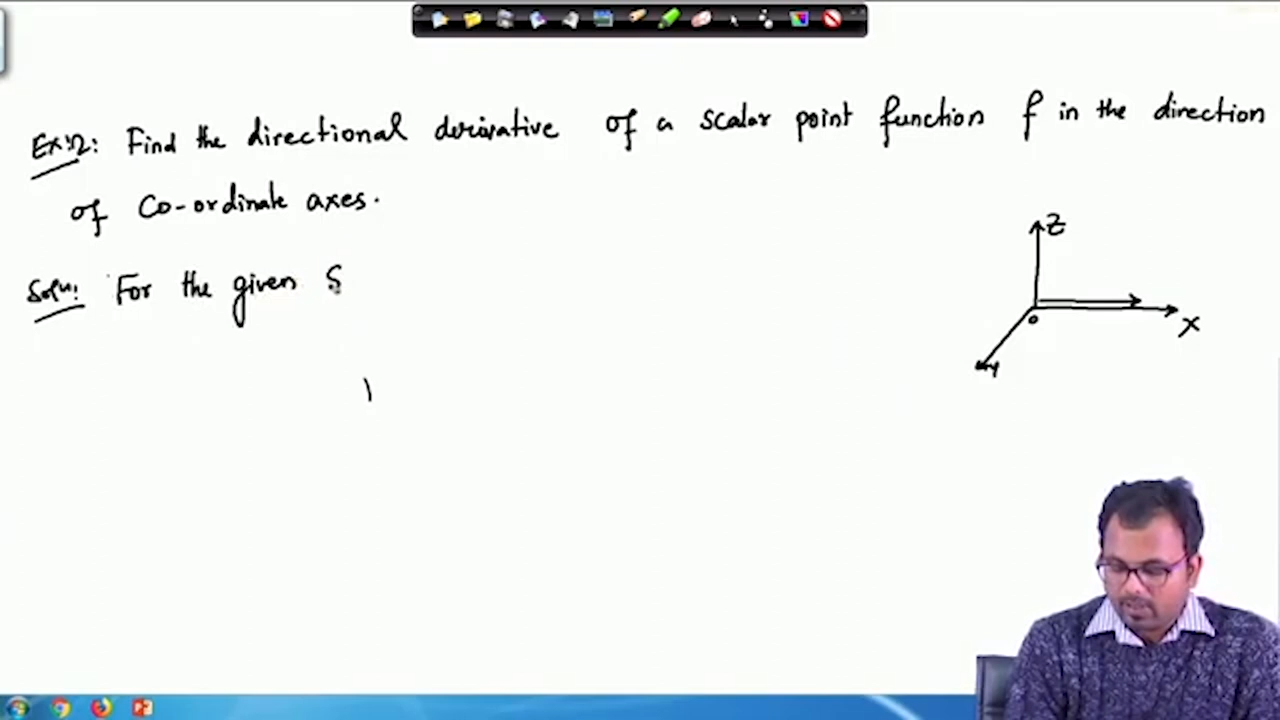 Ex:12: Find the directional derivative of a scalar point function f in the direction
of Co-ordinate axes.
Soln: For the given S
Z
O
X
Y